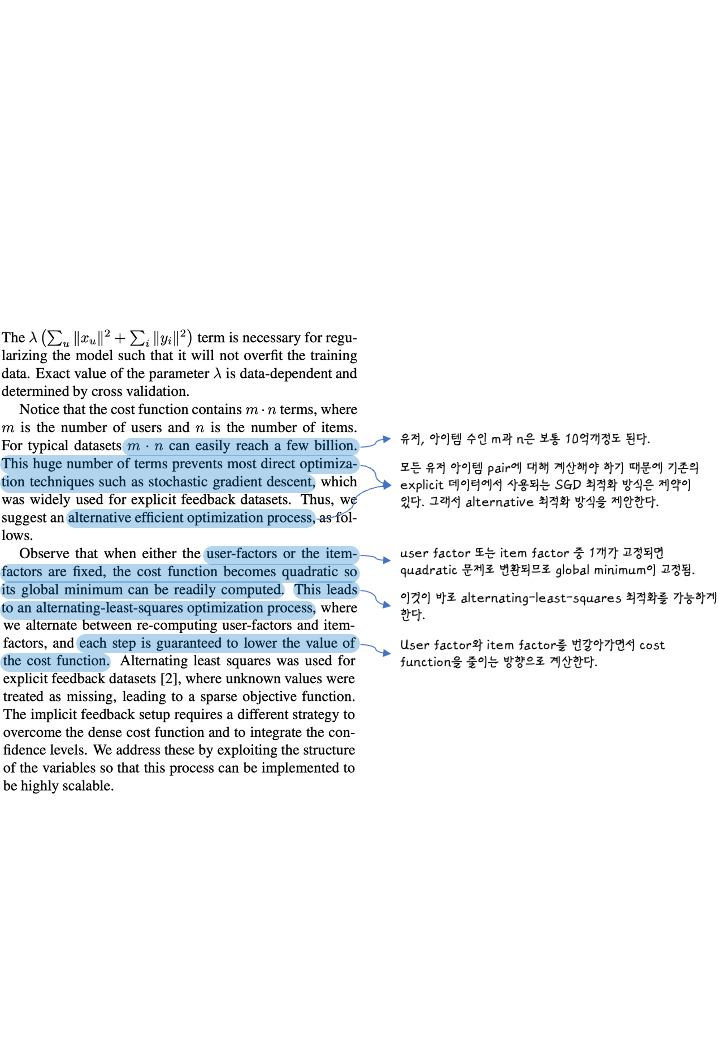 The λ (∑_u ‖x_u‖² + ∑_i ‖y_i‖²) term is necessary for regu-
larizing the model such that it will not overfit the training
data. Exact value of the parameter λ is data-dependent and
determined by cross validation.
Notice that the cost function contains m · n terms, where
m is the number of users and n is the number of items.
For typical datasets m · n can easily reach a few billion.
This huge number of terms prevents most direct optimiza-
tion techniques such as stochastic gradient descent, which
was widely used for explicit feedback datasets. Thus, we
suggest an alternative efficient optimization process, as fol-
lows.
Observe that when either the user-factors or the item-
factors are fixed, the cost function becomes quadratic so
its global minimum can be readily computed. This leads
to an alternating-least-squares optimization process, where
we alternate between re-computing user-factors and item-
factors, and each step is guaranteed to lower the value of
the cost function. Alternating least squares was used for
explicit feedback datasets [2], where unknown values were
treated as missing, leading to a sparse objective function.
The implicit feedback setup requires a different strategy to
overcome the dense cost function and to integrate the con-
fidence levels. We address these by exploiting the structure
of the variables so that this process can be implemented to
be highly scalable.
유저, 아이템 수인 m과 n은 보통 10억개정도 된다.
모든 유저 아이템 pair에 대해 계산해야 하기 때문에 기존의
explicit 데이터에서 사용되는 SGD 최적화 방식은 제약이
있다. 그래서 alternative 최적화 방식을 제안한다.
user factor 또는 item factor 중 1개가 고정되면
quadratic 문제로 변환되므로 global minimum이 고정됨.
이것이 바로 alternating-least-squares 최적화를 가능하게
한다.
User factor와 item factor를 번갈아가면서 cost
function을 줄이는 방향으로 계산한다.